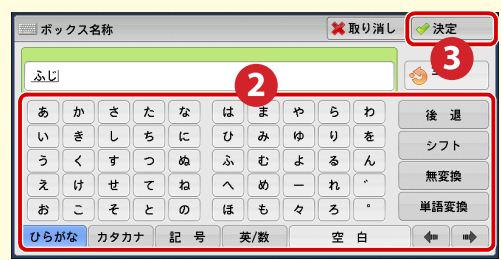 ボックス名称 取り消し 決定
ふじ
2
3
あ か さ た な は ま や ら わ 後 退
い き し ち に ひ み ゆ り を シフト
う く す つ ぬ ふ む よ る ん 無変換
え け せ て ね へ め ー れ ゛
お こ そ と の ほ も 々 ろ ゜ 単語変換
ひらがな カタカナ 記 号 英/数 空 白